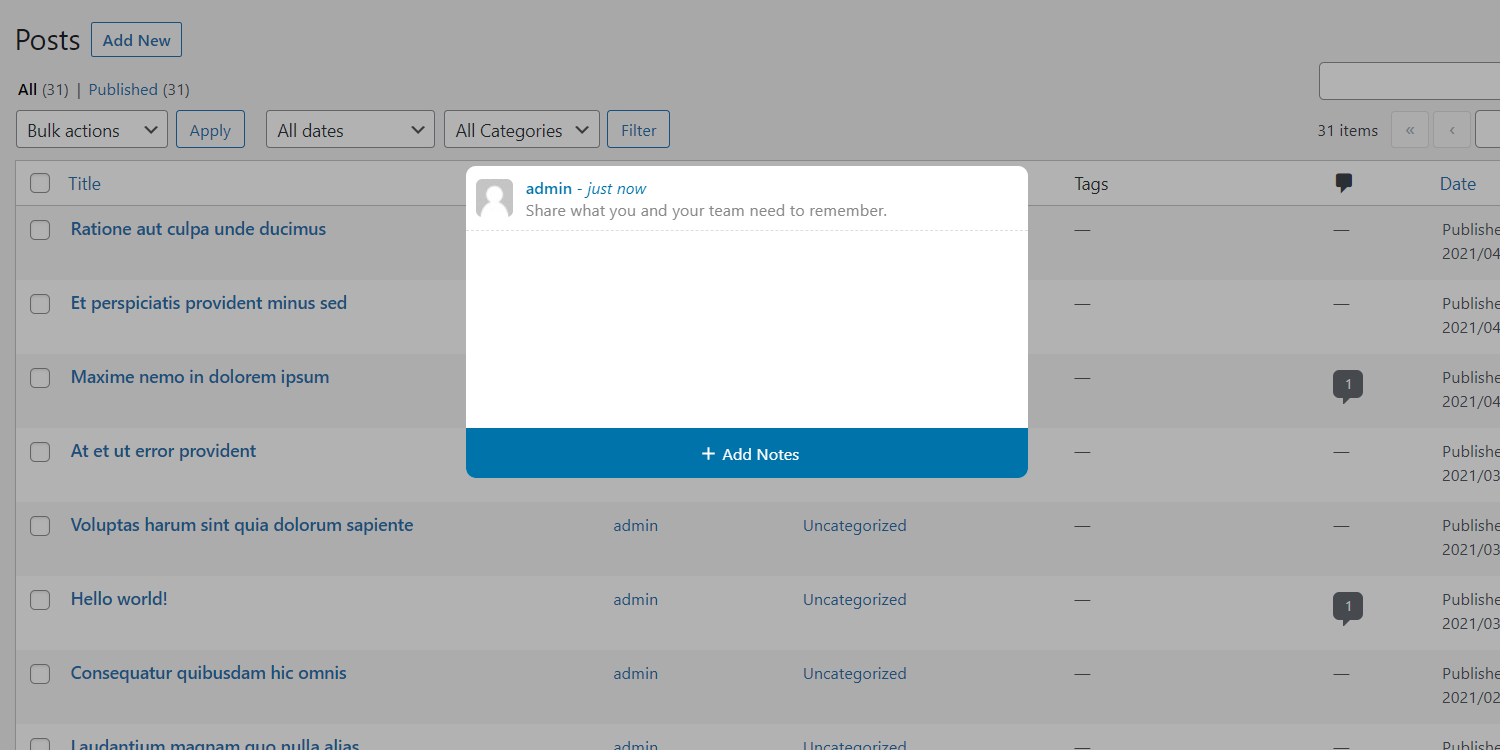 Posts Add New
All (31) | Published (31)
Bulk actions Apply All dates All Categories Filter 31 items « ‹
Title Tags Date
admin - just now
Share what you and your team need to remember.
+ Add Notes
Ratione aut culpa unde ducimus — — Publishe
2021/04
Et perspiciatis provident minus sed — — Publishe
2021/04
Maxime nemo in dolorem ipsum — 1 Publishe
2021/04
At et ut error provident — — Publishe
2021/03
Voluptas harum sint quia dolorum sapiente admin Uncategorized — — Publishe
2021/03
Hello world! admin Uncategorized — 1 Publishe
2021/03
Consequatur quibusdam hic omnis admin Uncategorized — — Publishe
2021/02
Laudantium magnam quo nulla alias admin Uncategorized — — Publishe